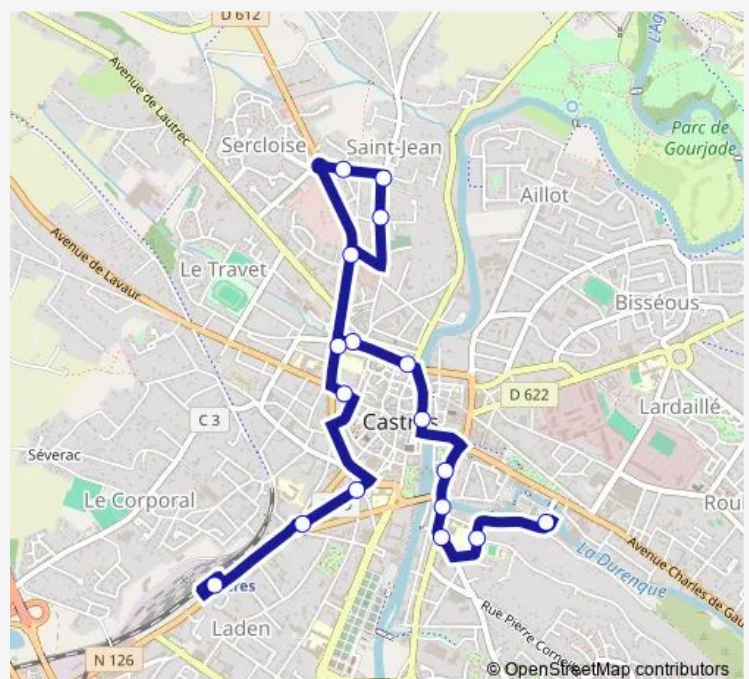 D 612
Avenue de Lautrec
L'Ag
Sercloise
Saint-Jean
Parc de
Gourjade
Aillot
Avenue de Lavaur
Le Travet
Bisséous
D 622
C 3
Lardaillé
Séverac
Le Corporal
La Durenque
Avenue Charles de Gau
Rue Pierre Corneille
Laden
N 126
© OpenStreetMap contributors